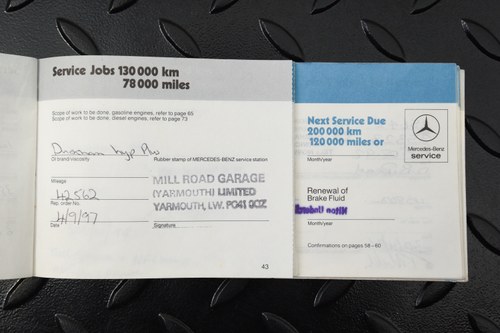 Service Jobs 130 000 km
78 000 miles
Scope of work to be done, gasoline engines, refer to page 65
Scope of work to be done, diesel engines, refer to page 73
Oil brand/viscosity
Rubber stamp of MERCEDES-BENZ service station
Mileage
42562
Rep. order No.
4/9/97
Date
MILL ROAD GARAGE
(YARMOUTH) LIMITED
YARMOUTH, I.W. PO41 0QZ
Signature
43
Next Service Due
200 000 km
120 000 miles or
Month/year
Mercedes-Benz
service
Renewal of
Brake Fluid
Month/year
Confirmations on pages 58 – 60